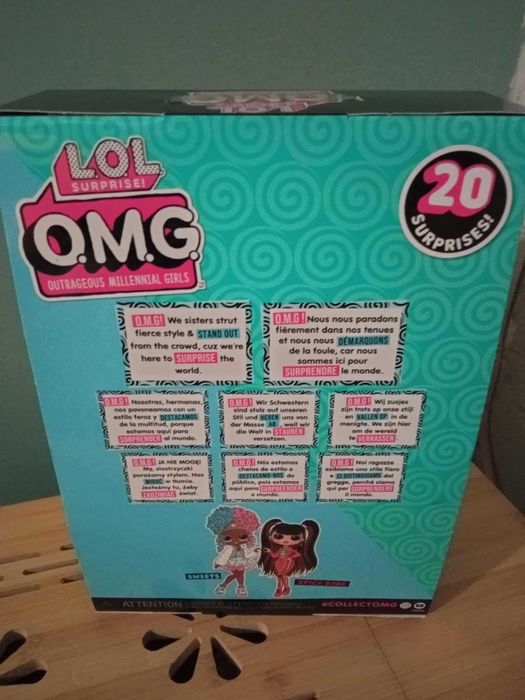 L.O.L.
SURPRISE!
O.M.G.
OUTRAGEOUS MILLENNIAL GIRLS
20
SURPRISES!
O.M.G! We sisters strut
fierce style & STAND OUT
from the crowd, cuz we're
here to SURPRISE the
world.
O.M.G! Nous nous paradons
fièrement dans nos tenues
et nous nous DÉMARQUONS
de la foule, car nous
sommes ici pour
SURPRENDRE le monde.
O.M.G! Nosotras, hermanas,
nos pavoneamos con un
estilo feroz y DESTACAMOS
de la multitud, porque
estamos aquí para
SORPRENDER al mundo.
O.M.G! Wir Schwestern
sind stolz auf unseren
Stil und HEBEN uns von
der Masse AB, weil wir
die Welt in STAUNEN
versetzen.
O.M.G! Wij zusjes
zijn trots op onze stijl
en VALLEN OP in de
menigte. We zijn hier
om de wereld
VERRASSEN
O.M.G! JA NIE MOGĘ!
My, siostrzyczki
mamy stylem. Nas
WIDAĆ w tłumie.
Jesteśmy tu, żeby
świat.
O.M.G! Nós estamos
cheias de estilo e
DESTACAMO-NOS do
público, pois estamos
aqui para SURPREENDER
o mundo.
O.M.G! Noi ragazze
esibiamo uno stile fiero
e CI DISTINGUIAMO dal
gregge, perché siamo
qui per SORPRENDERE
il mondo.
SWEETS
SPICY BABE
ATTENTION
#COLLECTOMG